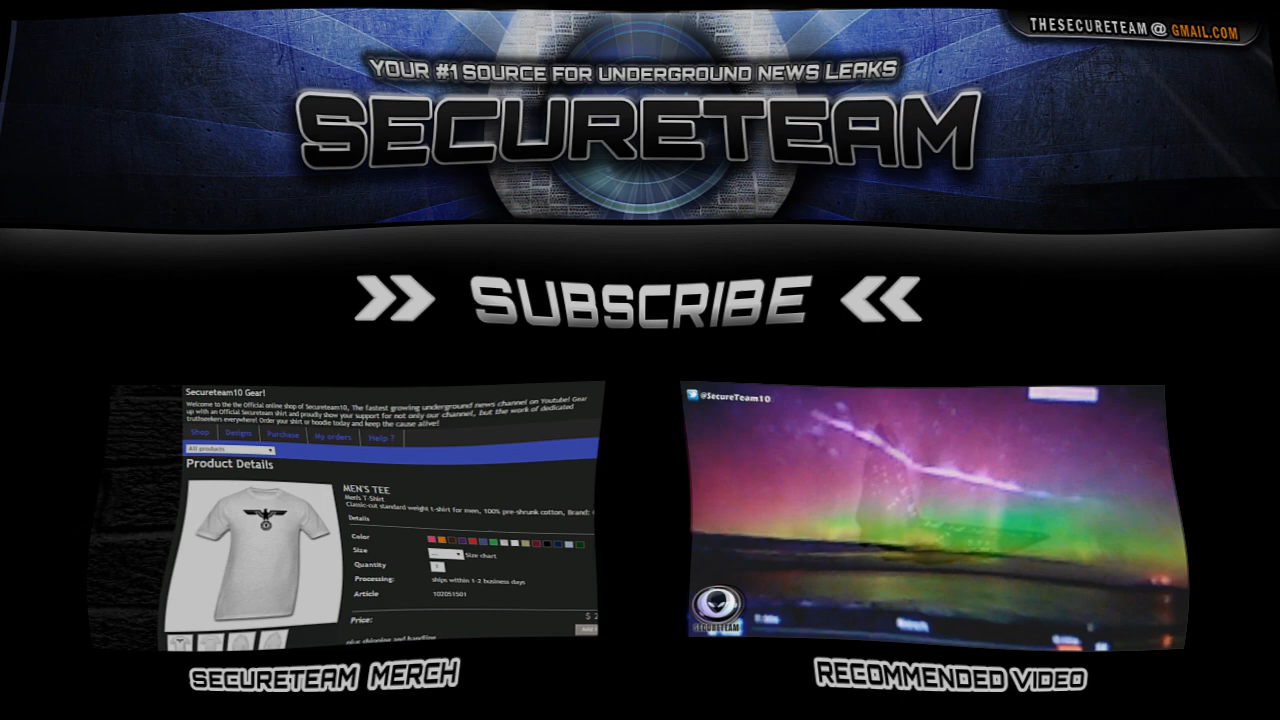 THESECURETEAM @ GMAIL.COM
YOUR #1 SOURCE FOR UNDERGROUND NEWS LEAKS
SECURETEAM
>> SUBSCRIBE <<
Secureteam10 Gear!
Welcome to the the Official online shop of Secureteam10, The fastest growing underground news channel on Youtube! Gear
up with an Official Secureteam shirt and proudly show your support for not only our channel, but the work of dedicated
truthseekers everywhere! Order your shirt or hoodie today and keep the cause alive!
Shop Designs Purchase My orders Help ?
All products
Product Details
MEN'S TEE
Men's T-Shirt
Classic-cut standard weight t-shirt for men, 100% pre-shrunk cotton, Brand:
Details
Color
Size Size chart
Quantity 1
Processing: ships within 1-2 business days
Article 102051501
Price: $
Add
plus shipping and handling
SECURETEAM MERCH
@SecureTeam10
SECURETEAM
RECOMMENDED VIDEO